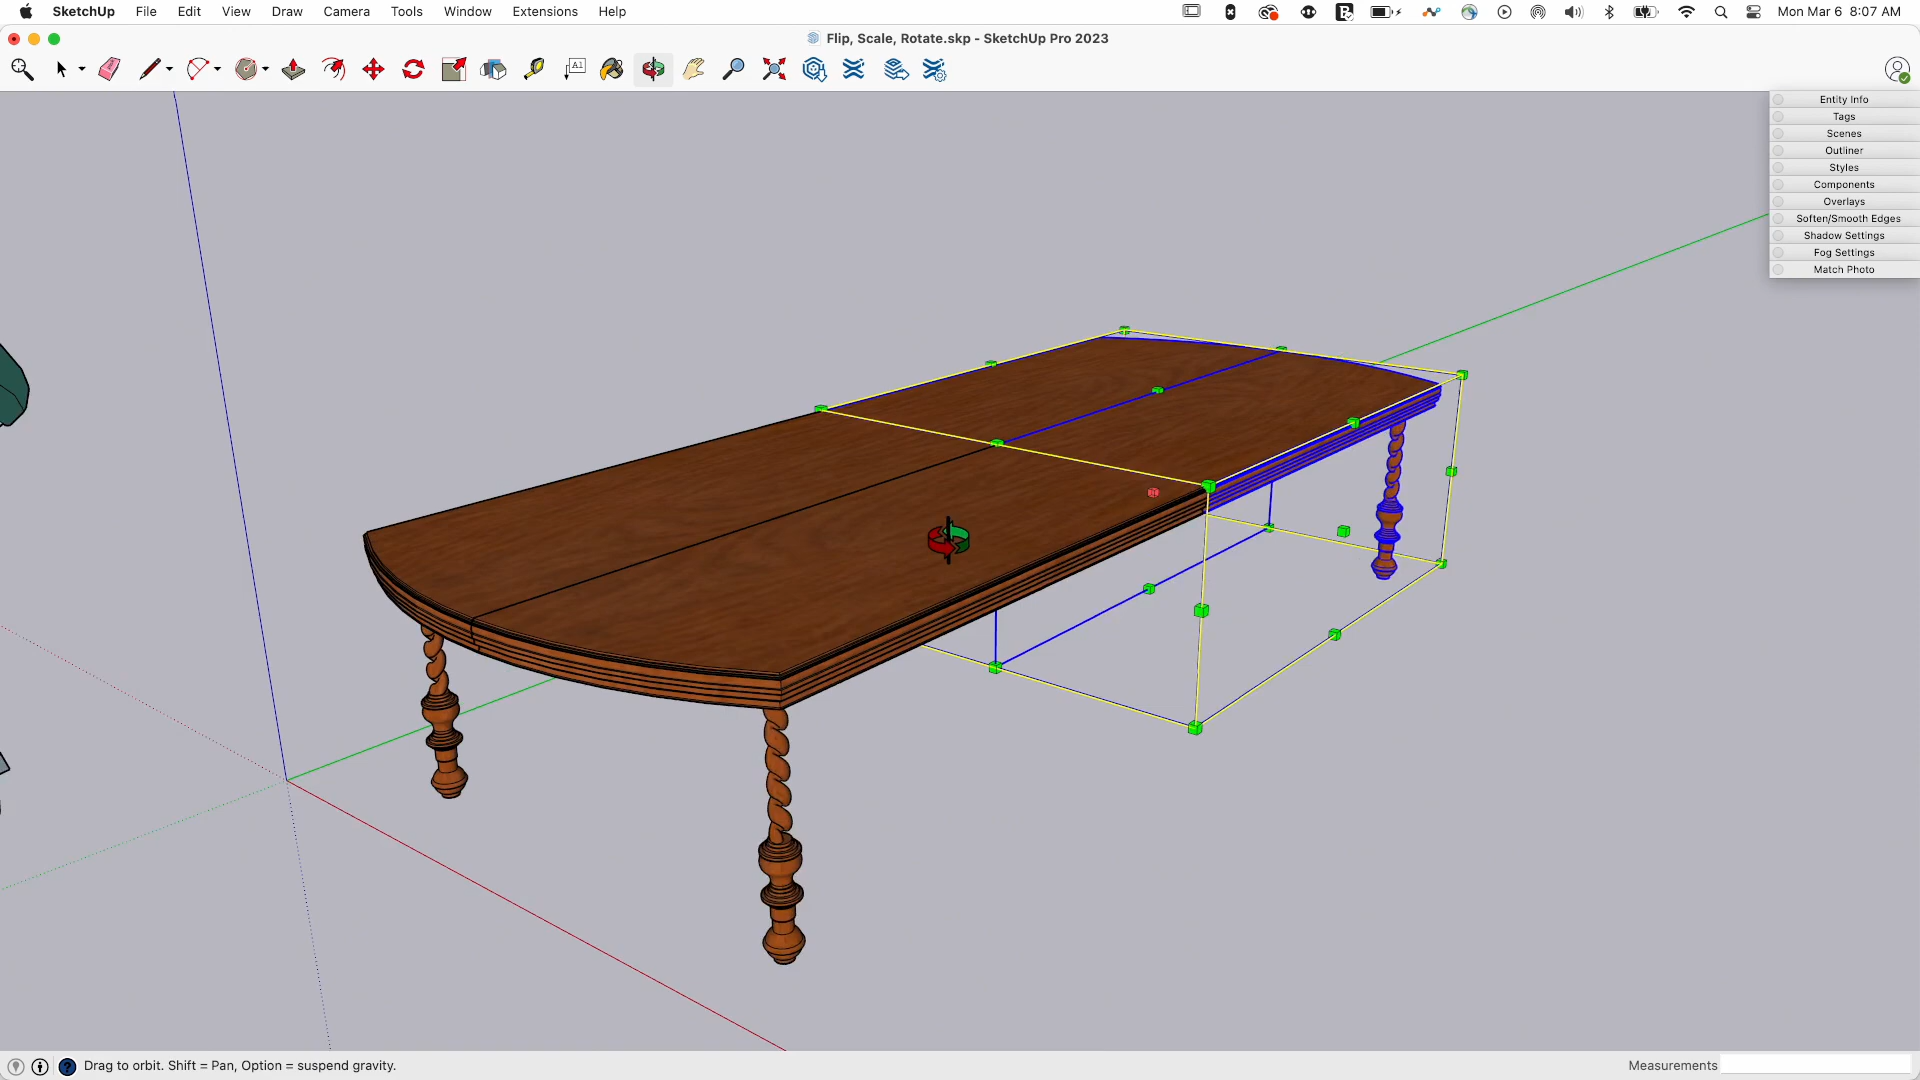 SketchUp File Edit View Draw Camera Tools Window Extensions Help Mon Mar 6 8:07 AM
Flip, Scale, Rotate.skp - SketchUp Pro 2023
A1
Entity Info
Tags
Scenes
Outliner
Styles
Components
Overlays
Soften/Smooth Edges
Shadow Settings
Fog Settings
Match Photo
Drag to orbit. Shift = Pan, Option = suspend gravity. Measurements